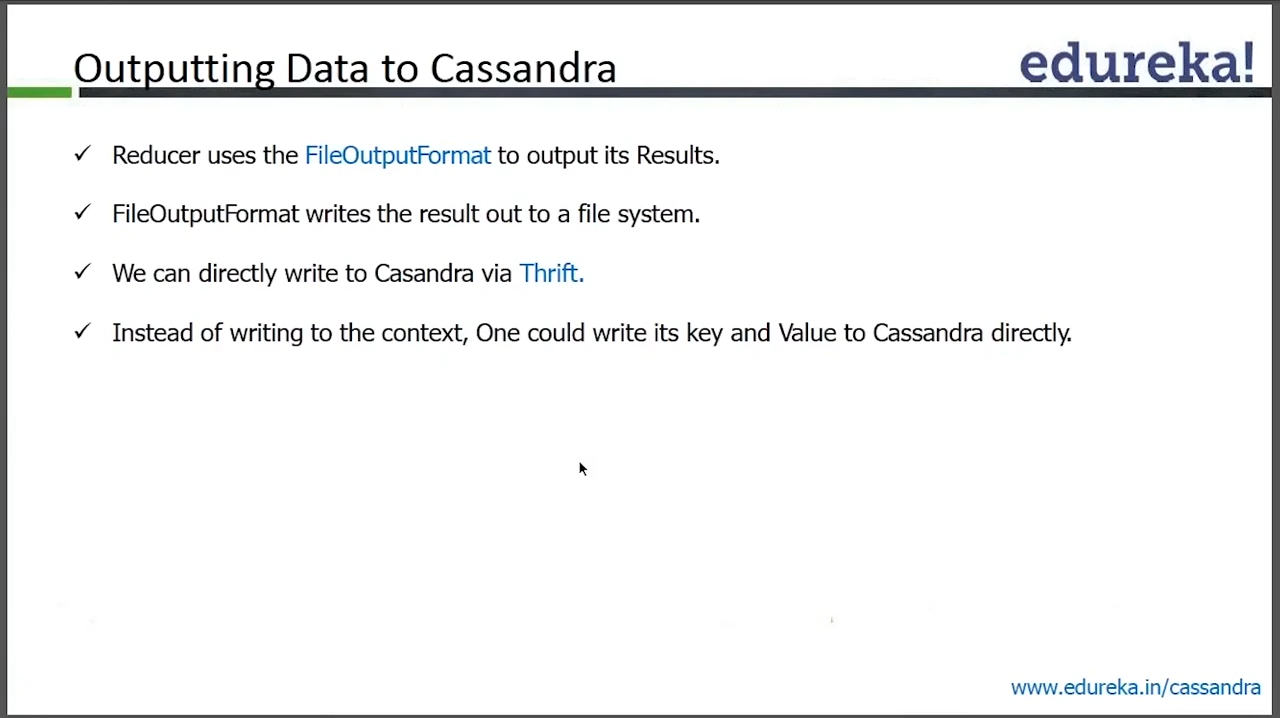 Outputting Data to Cassandra
edureka!
✓ Reducer uses the FileOutputFormat to output its Results.
✓ FileOutputFormat writes the result out to a file system.
✓ We can directly write to Casandra via Thrift.
✓ Instead of writing to the context, One could write its key and Value to Cassandra directly.
www.edureka.in/cassandra